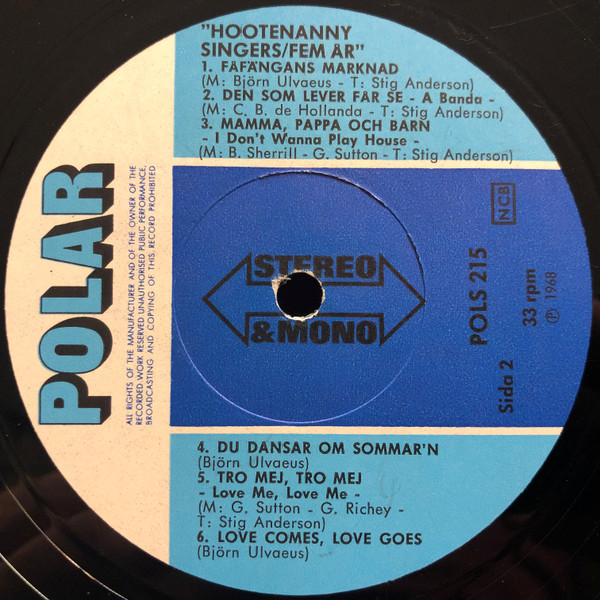 "HOOTENANNY
SINGERS/FEM ÅR"
1. FÅFÄNGANS MARKNAD
(M: Björn Ulvaeus - T: Stig Anderson)
2. DEN SOM LEVER FÅR SE - A Banda -
(M: C. B. de Hollanda - T: Stig Anderson)
3. MAMMA, PAPPA OCH BARN
- I Don't Wanna Play House -
(M: B. Sherrill - G. Sutton - T: Stig Anderson)
POLAR
ALL RIGHTS OF THE MANUFACTURER AND OF THE OWNER OF THE
RECORDED WORK RESERVED UNAUTHORISED PUBLIC PERFORMANCE,
BROADCASTING AND COPYING OF THIS RECORD PROHIBITED
STEREO
& MONO
NCB
POLS 215
33 rpm
Ⓟ 1968
Sida 2
4. DU DANSAR OM SOMMAR'N
(Björn Ulvaeus)
5. TRO MEJ, TRO MEJ
- Love Me, Love Me -
(M: G. Sutton - G. Richey -
T: Stig Anderson)
6. LOVE COMES, LOVE GOES
(Björn Ulvaeus)